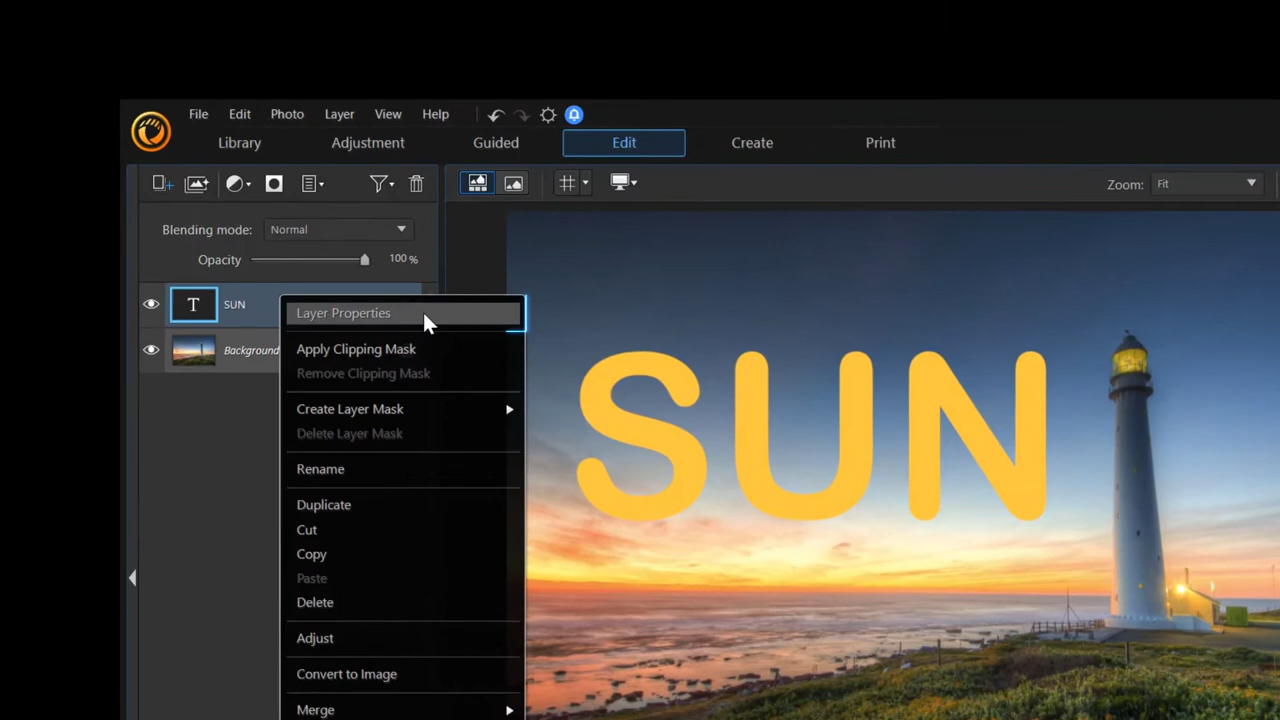 File Edit Photo Layer View Help
Library Adjustment Guided Edit Create Print
Zoom: Fit
Blending mode: Normal
Opacity 100 %
T SUN
Background
Layer Properties
Apply Clipping Mask
Remove Clipping Mask
Create Layer Mask
Delete Layer Mask
Rename
Duplicate
Cut
Copy
Paste
Delete
Adjust
Convert to Image
Merge
SUN